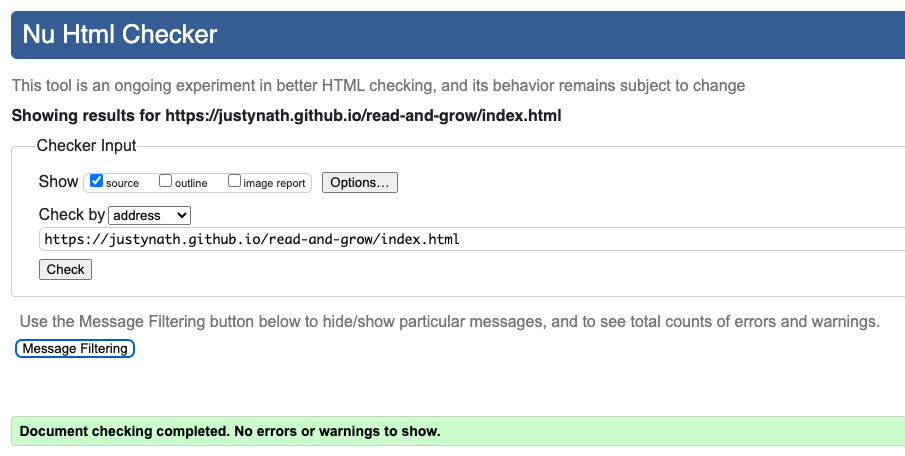 Nu Html Checker
This tool is an ongoing experiment in better HTML checking, and its behavior remains subject to change
Showing results for https://justynath.github.io/read-and-grow/index.html
Checker Input
Show source outline image report Options...
Check by address
https://justynath.github.io/read-and-grow/index.html
Check
Use the Message Filtering button below to hide/show particular messages, and to see total counts of errors and warnings.
Message Filtering
Document checking completed. No errors or warnings to show.